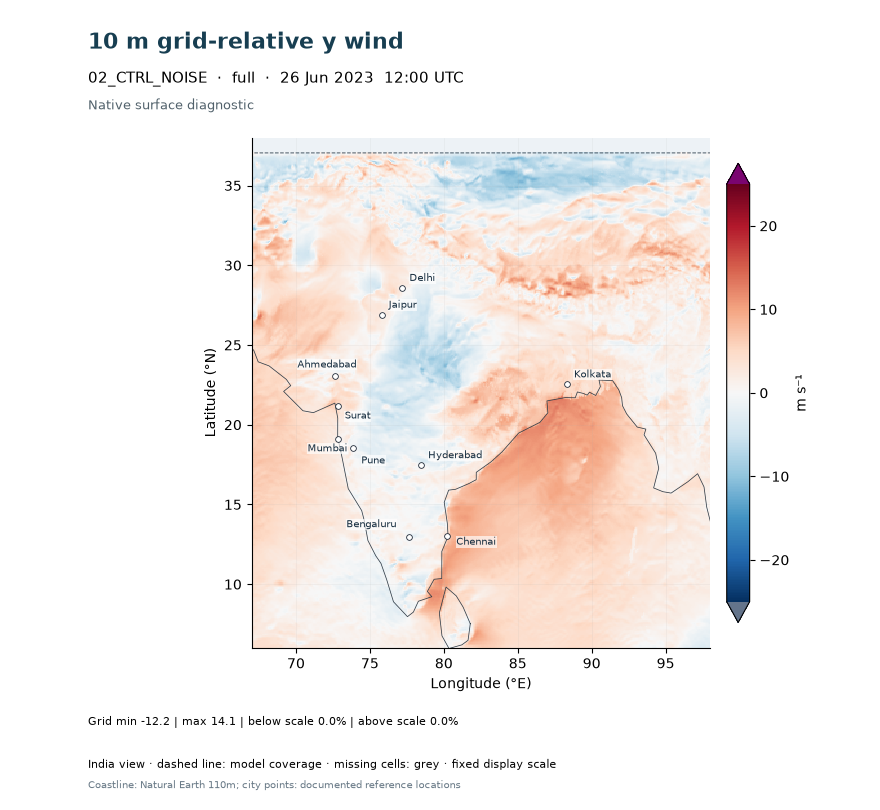 10 m grid-relative y wind
02_CTRL_NOISE · full · 26 Jun 2023 12:00 UTC
Native surface diagnostic
35
30
25
20
15
10
Latitude (°N)
Delhi
Jaipur
Ahmedabad
Kolkata
Surat
Mumbai
Pune
Hyderabad
Bengaluru
Chennai
70
75
80
85
90
95
Longitude (°E)
20
10
0
−10
−20
m s⁻¹
Grid min -12.2 | max 14.1 | below scale 0.0% | above scale 0.0%
India view · dashed line: model coverage · missing cells: grey · fixed display scale
Coastline: Natural Earth 110m; city points: documented reference locations